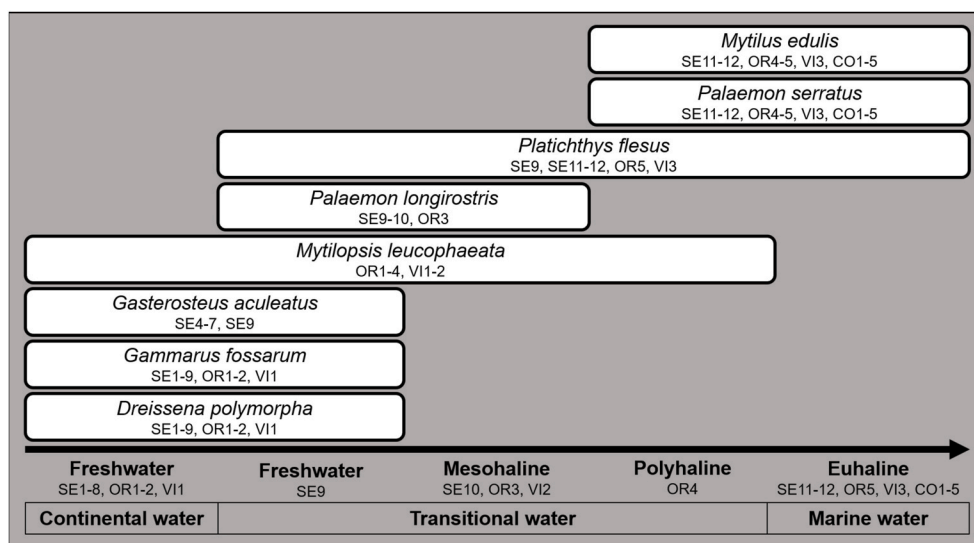 Mytilus edulis
SE11-12, OR4-5, VI3, CO1-5
Palaemon serratus
SE11-12, OR4-5, VI3, CO1-5
Platichthys flesus
SE9, SE11-12, OR5, VI3
Palaemon longirostris
SE9-10, OR3
Mytilopsis leucophaeata
OR1-4, VI1-2
Gasterosteus aculeatus
SE4-7, SE9
Gammarus fossarum
SE1-9, OR1-2, VI1
Dreissena polymorpha
SE1-9, OR1-2, VI1
Freshwater Freshwater Mesohaline Polyhaline Euhaline
SE1-8, OR1-2, VI1 SE9 SE10, OR3, VI2 OR4 SE11-12, OR5, VI3, CO1-5
Continental water Transitional water Marine water